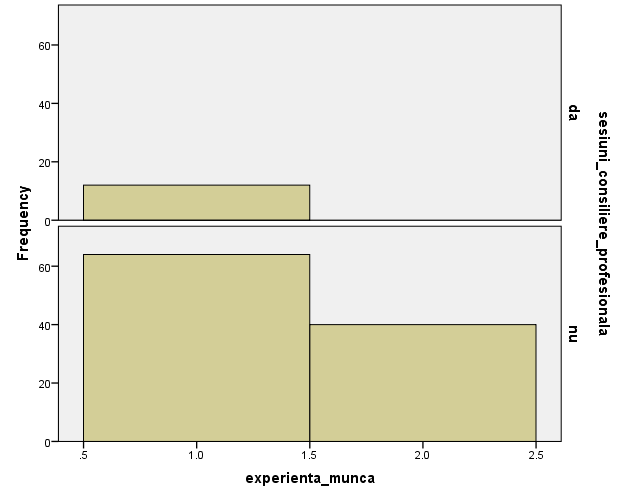 60
40
20
0
da
60
40
20
0
nu
Frequency
sesiuni_consiliere_profesionala
.5 1.0 1.5 2.0 2.5
experienta_munca